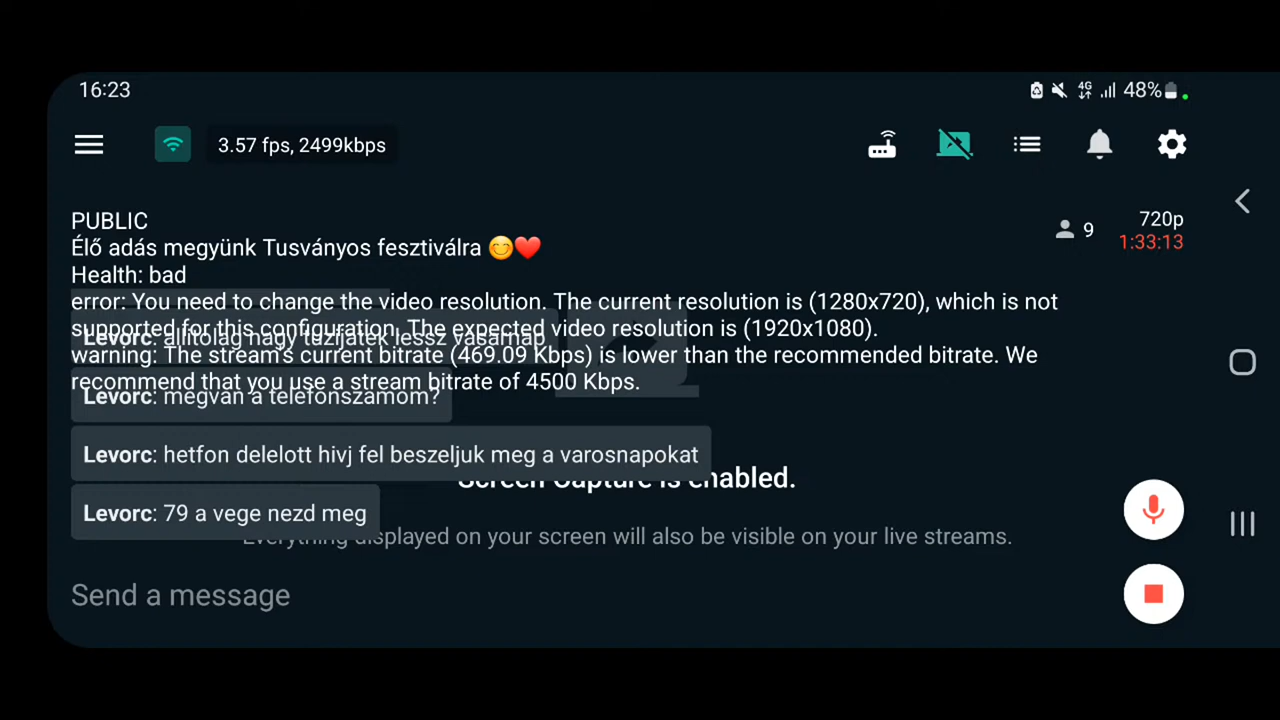 16:23
4G
48%
3.57 fps, 2499kbps
PUBLIC
9
720p
1:33:13
Élő adás megyünk Tusványos fesztiválra 😊❤️
Health: bad
error: You need to change the video resolution. The current resolution is (1280x720), which is not
supported for this configuration. The expected video resolution is (1920x1080).
Levorc: állitolag nagy tüzijatek lessz vasarnap
warning: The stream's current bitrate (469.09 Kbps) is lower than the recommended bitrate. We
recommend that you use a stream bitrate of 4500 Kbps.
Levorc: megvan a telefonszamom?
Levorc: hetfon delelott hivj fel beszeljuk meg a varosnapokat
Screen Capture is enabled.
Levorc: 79 a vege nezd meg
Everything displayed on your screen will also be visible on your live streams.
Send a message